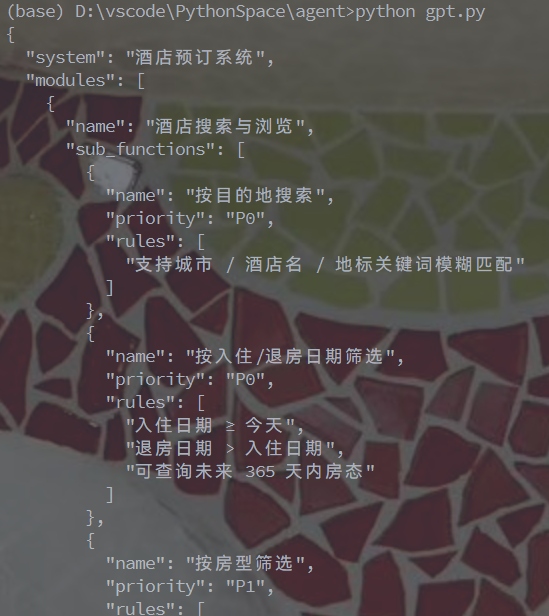 (base) D:\vscode\PythonSpace\agent>python gpt.py
{
  "system": "酒店预订系统",
  "modules": [
    {
      "name": "酒店搜索与浏览",
      "sub_functions": [
        {
          "name": "按目的地搜索",
          "priority": "P0",
          "rules": [
            "支持城市 / 酒店名 / 地标关键词模糊匹配"
          ]
        },
        {
          "name": "按入住/退房日期筛选",
          "priority": "P0",
          "rules": [
            "入住日期 ≥ 今天",
            "退房日期 > 入住日期",
            "可查询未来 365 天内房态"
          ]
        },
        {
          "name": "按房型筛选",
          "priority": "P1",
          "rules": [